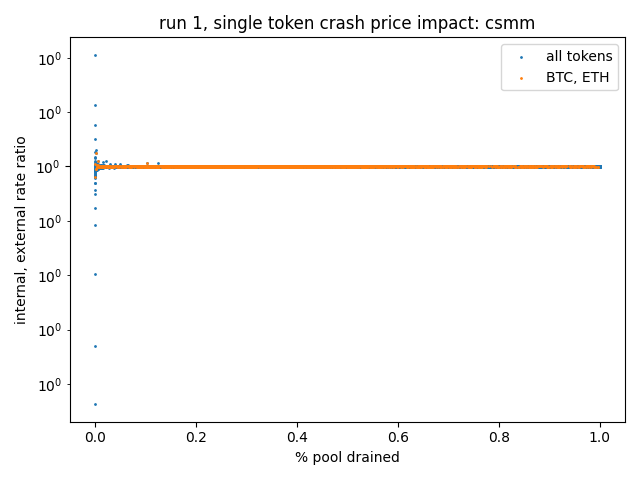 run 1, single token crash price impact: csmm
all tokens
BTC, ETH
10⁰
10⁰
10⁰
10⁰
10⁰
10⁰
10⁰
internal, external rate ratio
0.0 0.2 0.4 0.6 0.8 1.0
% pool drained